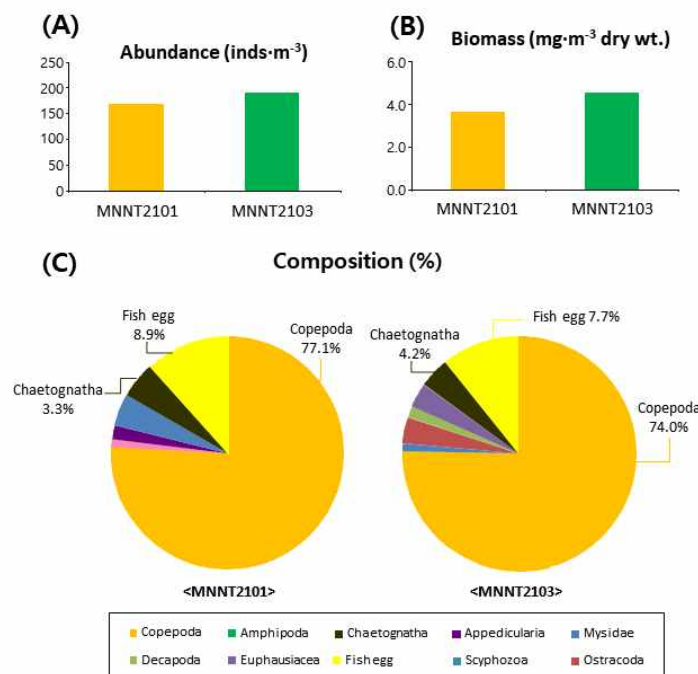 (A)
Abundance (inds·m⁻³)
250
200
150
100
50
0
MNNT2101
MNNT2103
(B)
Biomass (mg·m⁻³ dry wt.)
6.0
4.0
2.0
0.0
MNNT2101
MNNT2103
(C)
Composition (%)
Fish egg
8.9%
Copepoda
77.1%
Chaetognatha
3.3%
<MNNT2101>
Fish egg 7.7%
Chaetognatha
4.2%
Copepoda
74.0%
<MNNT2103>
Copepoda Amphipoda Chaetognatha Appedicularia Mysidae
Decapoda Euphausiacea Fish egg Scyphozoa Ostracoda